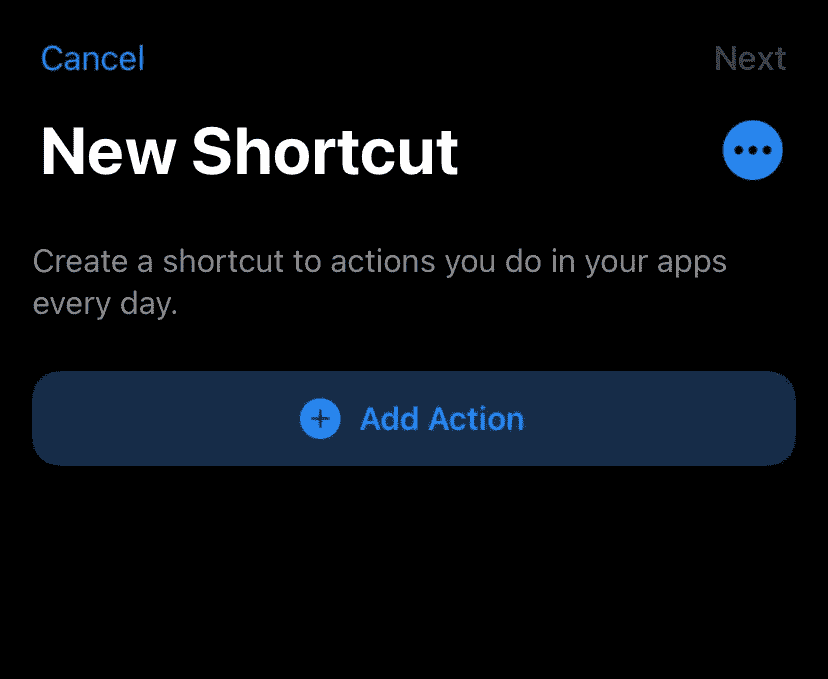 Cancel
Next
New Shortcut
Create a shortcut to actions you do in your apps
every day.
Add Action